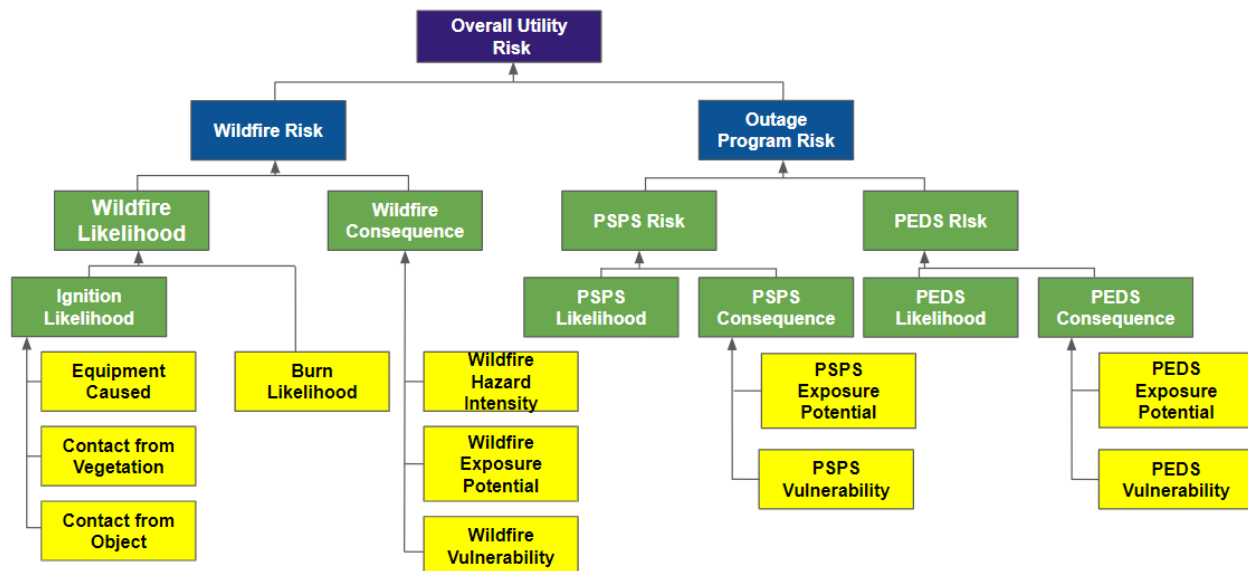 Overall Utility
Risk
Wildfire Risk
Outage
Program Risk
Wildfire
Likelihood
Wildfire
Consequence
PSPS Risk
PEDS RIsk
Ignition
Likelihood
PSPS
Likelihood
PSPS
Consequence
PEDS
Likelihood
PEDS
Consequence
Equipment
Caused
Burn
Likelihood
Wildfire
Hazard
Intensity
PSPS
Exposure
Potential
PEDS
Exposure
Potential
Contact from
Vegetation
Wildfire
Exposure
Potential
PSPS
Vulnerability
PEDS
Vulnerability
Contact from
Object
Wildfire
Vulnerability